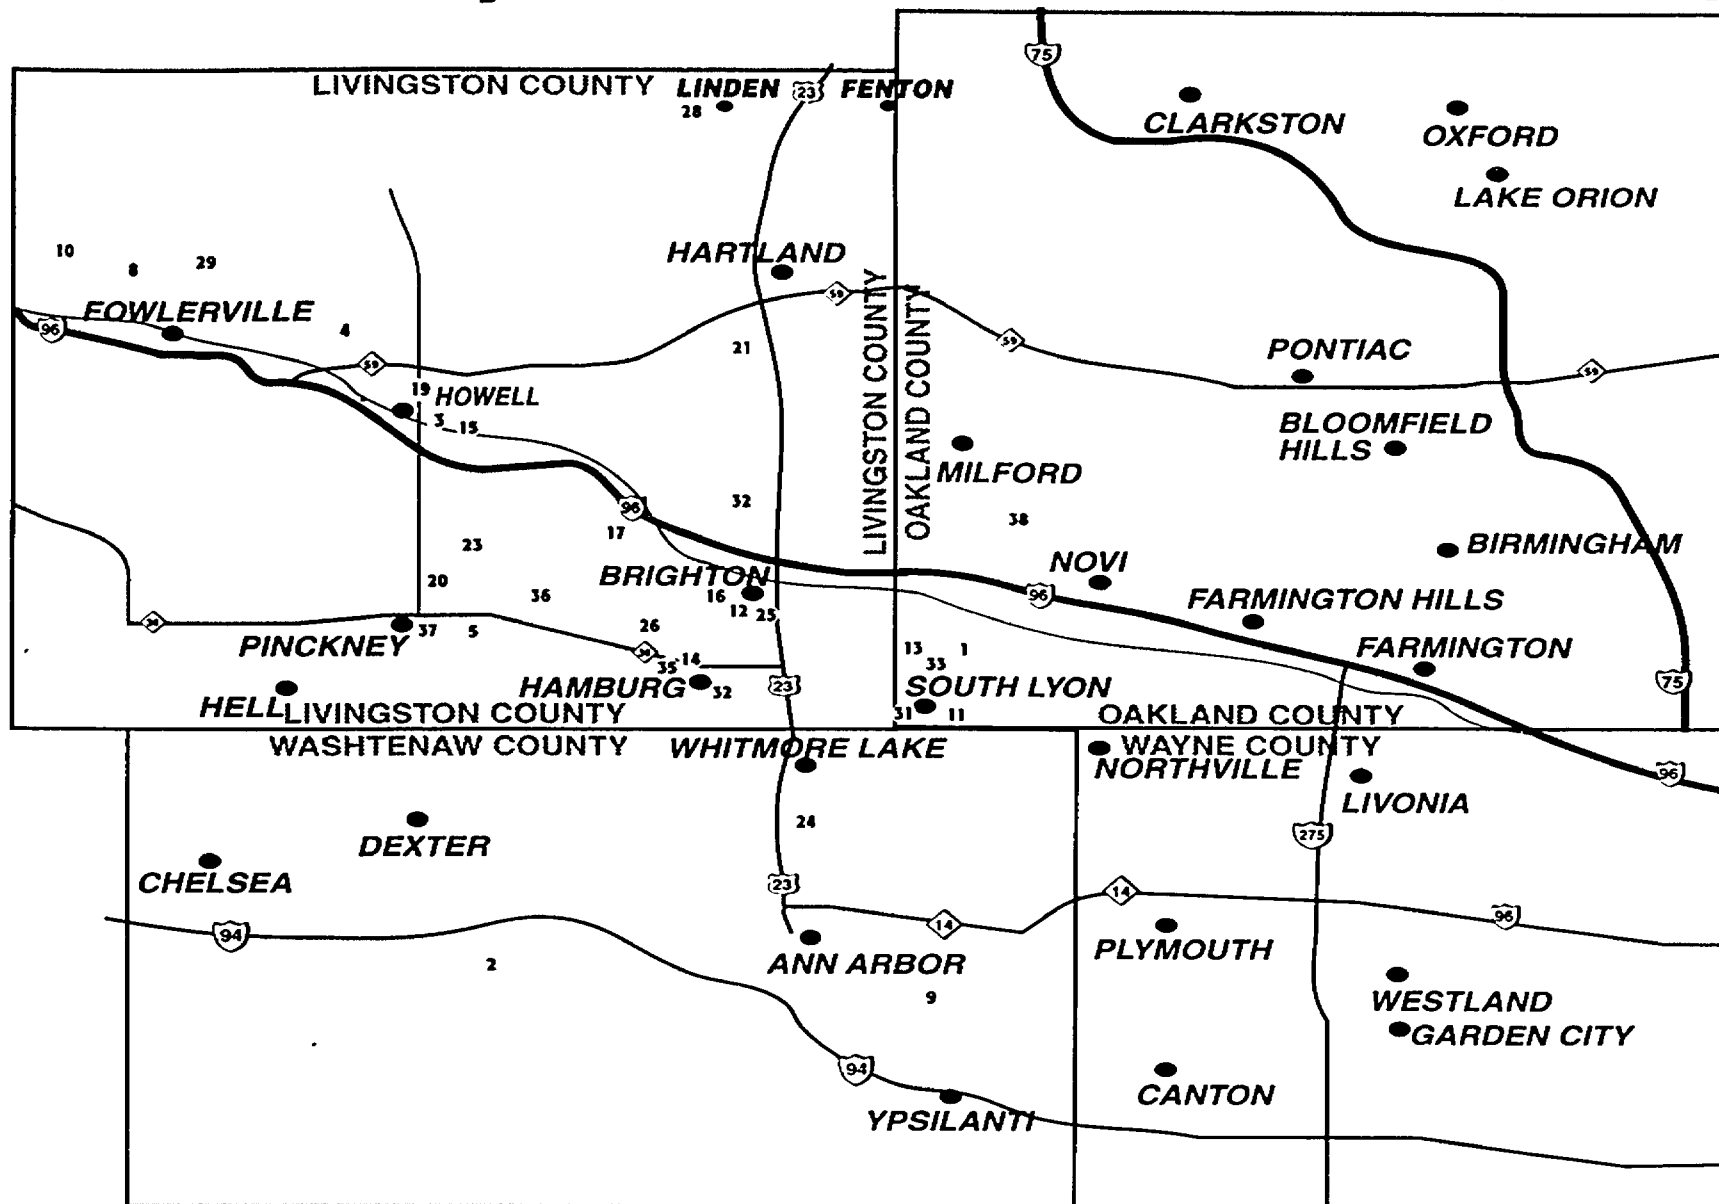 75
LIVINGSTON COUNTY
LINDEN
23
FENTON
28
CLARKSTON
OXFORD
LAKE ORION
10
8
29
HARTLAND
FOWLERVILLE
96
4
59
59
LIVINGSTON COUNTY
OAKLAND COUNTY
59
59
21
PONTIAC
19
HOWELL
3
15
BLOOMFIELD
HILLS
MILFORD
96
32
17
38
23
BRIGHTON
NOVI
BIRMINGHAM
20
36
16
12
25
96
FARMINGTON HILLS
36
37
5
26
PINCKNEY
36
14
35
13
1
33
FARMINGTON
HELL
HAMBURG
32
23
SOUTH LYON
75
LIVINGSTON COUNTY
31
11
OAKLAND COUNTY
WASHTENAW COUNTY
WHITMORE LAKE
WAYNE COUNTY
NORTHVILLE
96
LIVONIA
24
275
DEXTER
CHELSEA
23
14
14
96
94
PLYMOUTH
2
ANN ARBOR
9
WESTLAND
GARDEN CITY
94
CANTON
YPSILANTI